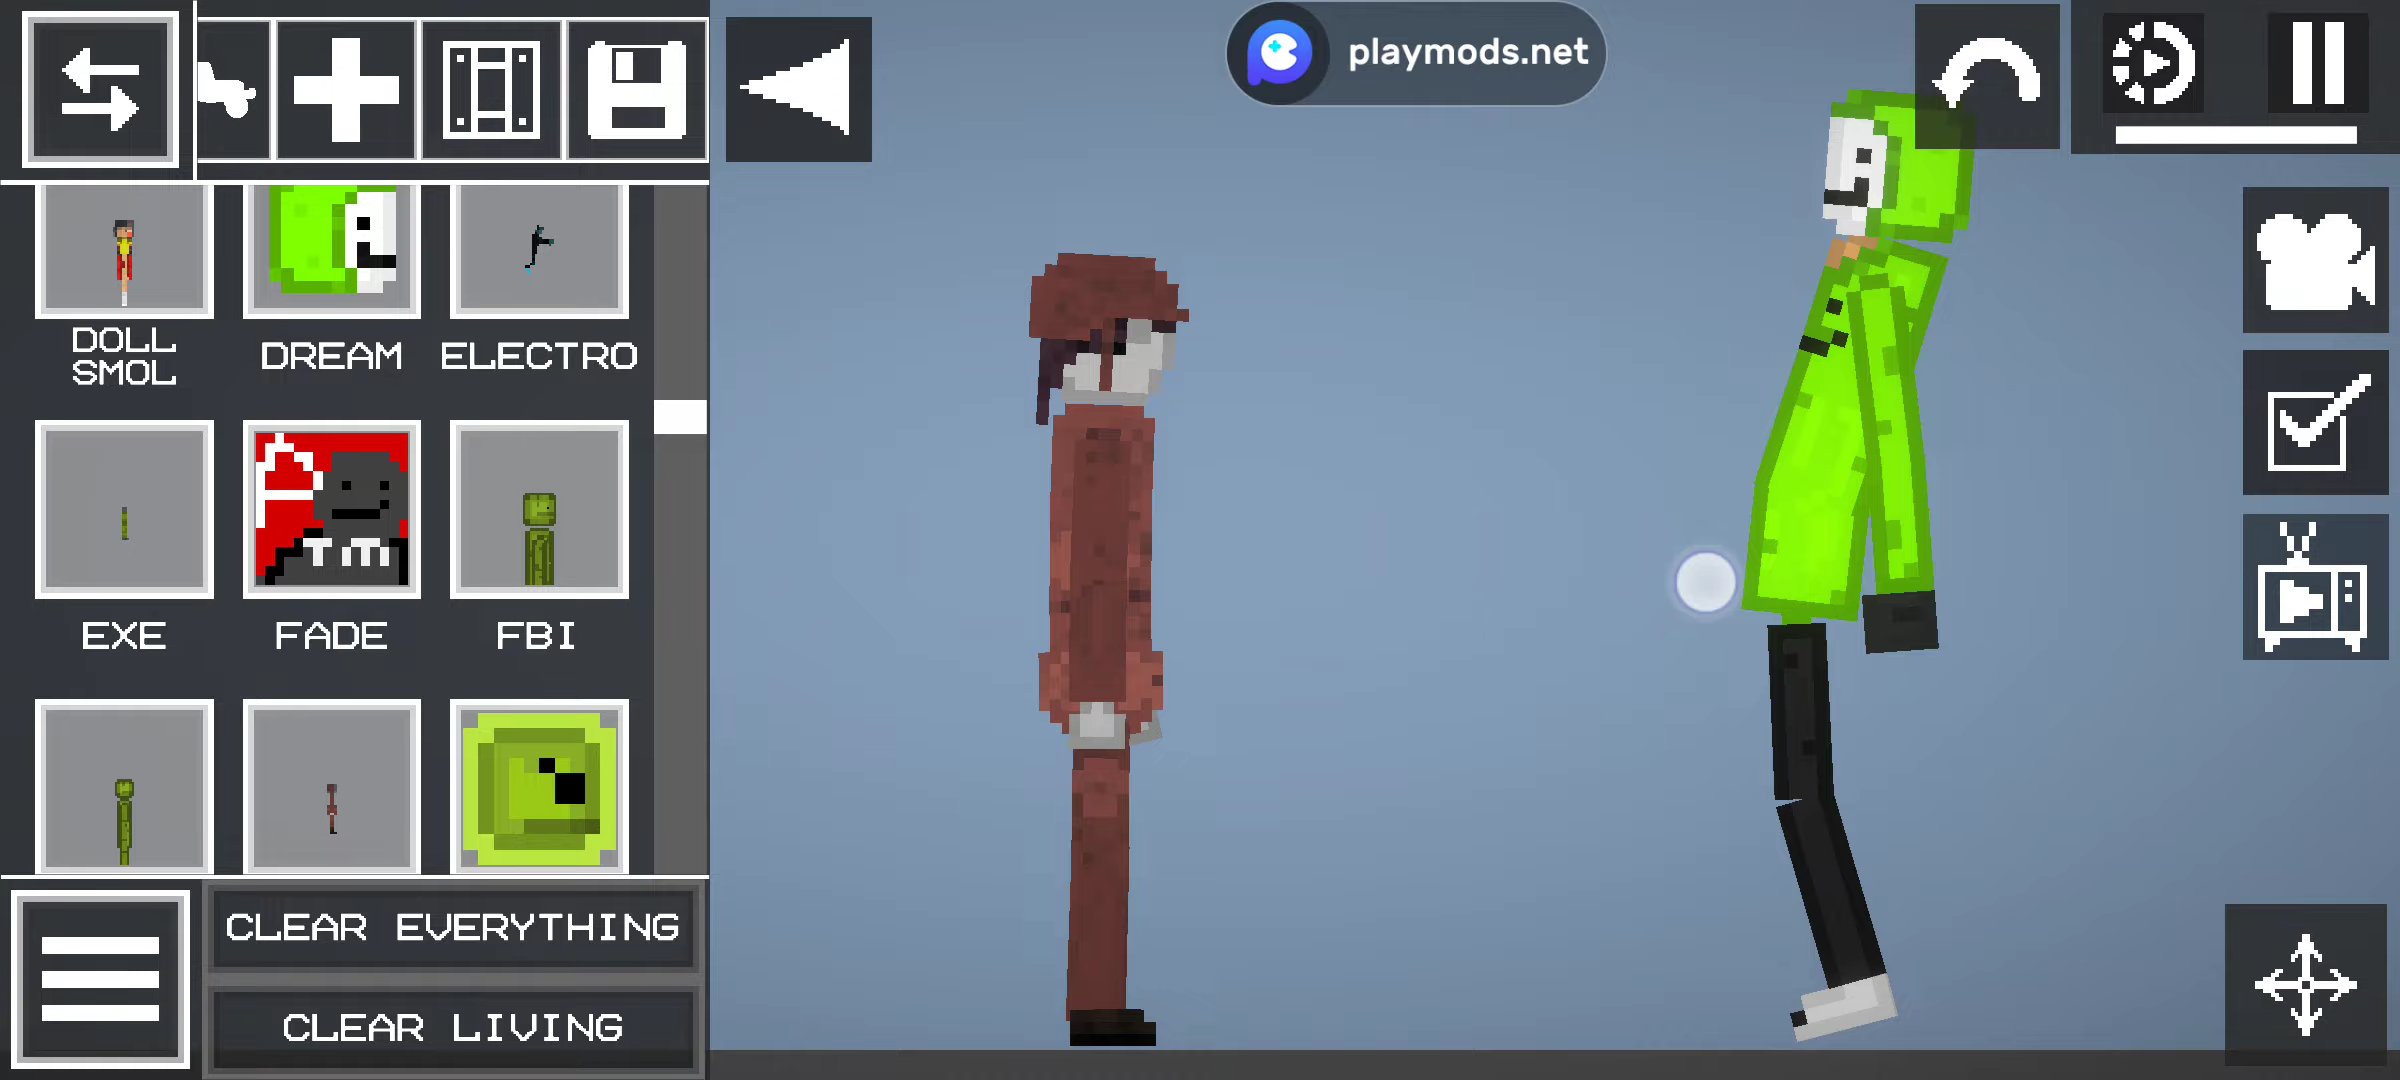 playmods.net
DOLL
SMOL
DREAM
ELECTRO
EXE
FADE
FBI
CLEAR EVERYTHING
CLEAR LIVING